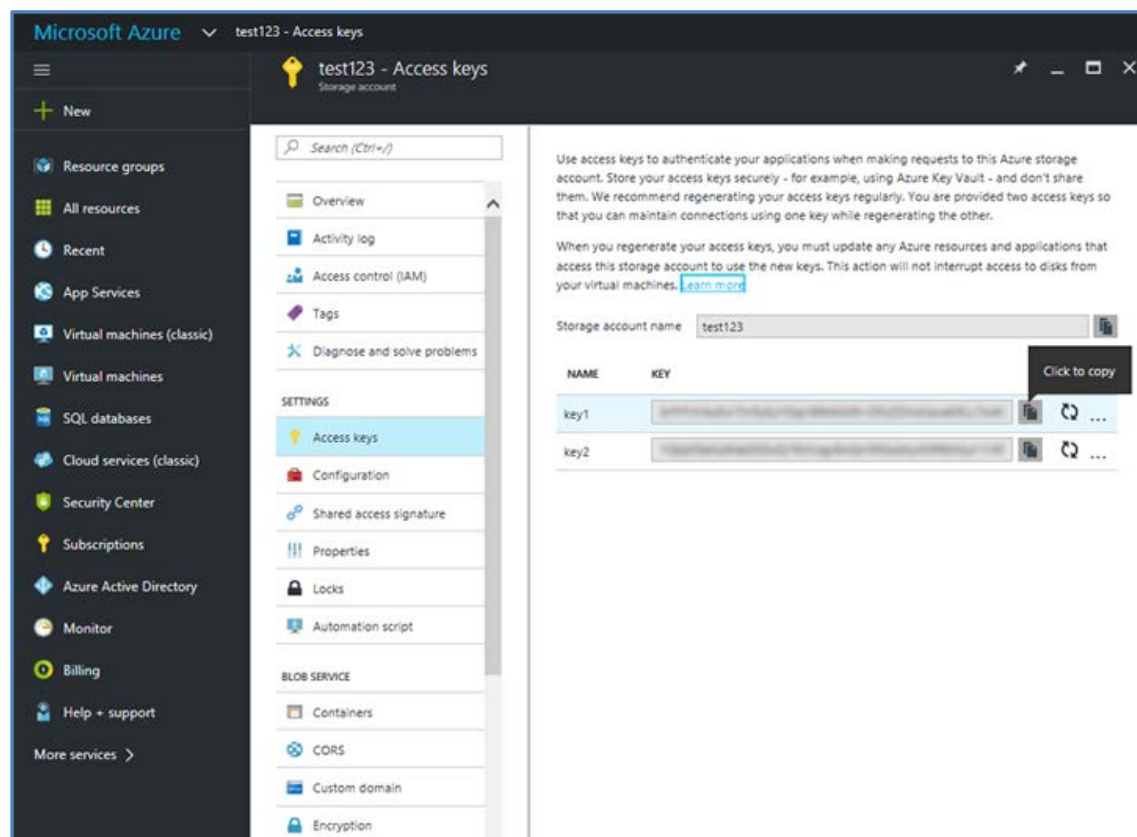 Microsoft Azure test123 - Access keys
test123 - Access keys
Storage account
New
Resource groups
All resources
Recent
App Services
Virtual machines (classic)
Virtual machines
SQL databases
Cloud services (classic)
Security Center
Subscriptions
Azure Active Directory
Monitor
Billing
Help + support
More services
Search (Ctrl+/)
Overview
Activity log
Access control (IAM)
Tags
Diagnose and solve problems
SETTINGS
Access keys
Configuration
Shared access signature
Properties
Locks
Automation script
BLOB SERVICE
Containers
CORS
Custom domain
Encryption
Use access keys to authenticate your applications when making requests to this Azure storage
account. Store your access keys securely - for example, using Azure Key Vault - and don't share
them. We recommend regenerating your access keys regularly. You are provided two access keys so
that you can maintain connections using one key while regenerating the other.
When you regenerate your access keys, you must update any Azure resources and applications that
access this storage account to use the new keys. This action will not interrupt access to disks from
your virtual machines. Learn more
Storage account name test123
Click to copy
NAME KEY
key1 ...
key2 ...